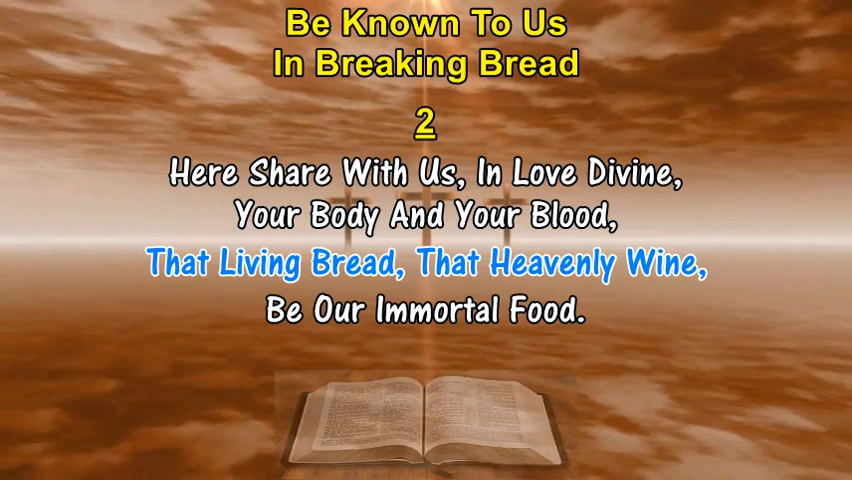 Be Known To Us
In Breaking Bread
2
Here Share With Us, In Love Divine,
Your Body And Your Blood,
That Living Bread, That Heavenly Wine,
Be Our Immortal Food.